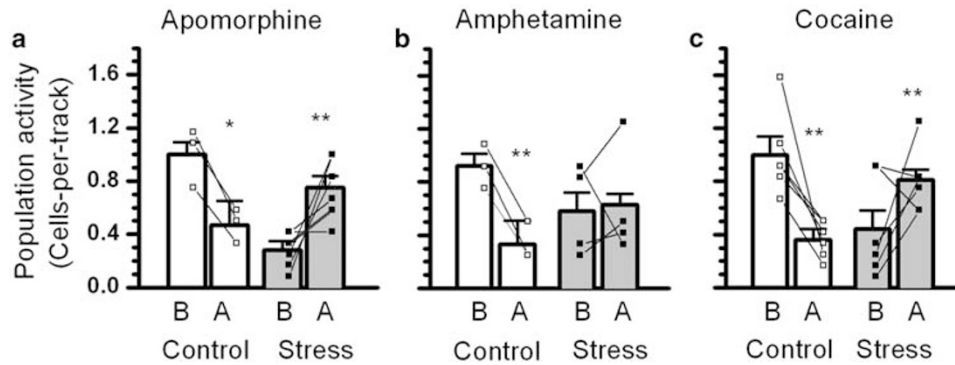 Apomorphine Amphetamine Cocaine
a b c
Population activity
(Cells-per-track)
1.6
1.2
0.8
0.4
0.0
* ** ** ** **
B A B A B A B A B A B A
Control Stress Control Stress Control Stress